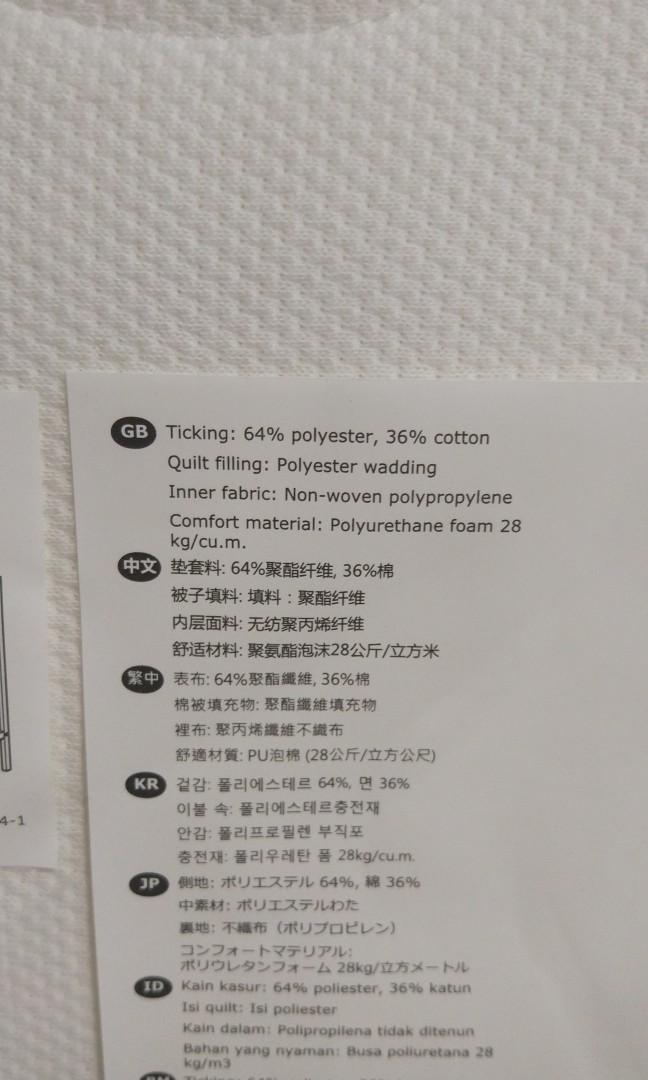 GB Ticking: 64% polyester, 36% cotton
Quilt filling: Polyester wadding
Inner fabric: Non-woven polypropylene
Comfort material: Polyurethane foam 28
kg/cu.m.
中文 垫套料: 64%聚酯纤维, 36%棉
被子填料: 填料：聚酯纤维
内层面料: 无纺聚丙烯纤维
舒适材料: 聚氨酯泡沫28公斤/立方米
繁中 表布: 64%聚酯纖維, 36%棉
棉被填充物: 聚酯纖維填充物
裡布: 聚丙烯纖維不織布
舒適材質: PU泡棉 (28公斤/立方公尺)
KR 겉감: 폴리에스테르 64%, 면 36%
이불 속: 폴리에스테르충전재
안감: 폴리프로필렌 부직포
충전재: 폴리우레탄 폼 28kg/cu.m.
4-1
JP 側地: ポリエステル 64%, 綿 36%
中素材: ポリエステルわた
裏地: 不織布（ポリプロピレン）
コンフォートマテリアル:
ポリウレタンフォーム 28kg/立方メートル
ID Kain kasur: 64% poliester, 36% katun
Isi quilt: Isi poliester
Kain dalam: Polipropilena tidak ditenun
Bahan yang nyaman: Busa poliuretana 28
kg/m3